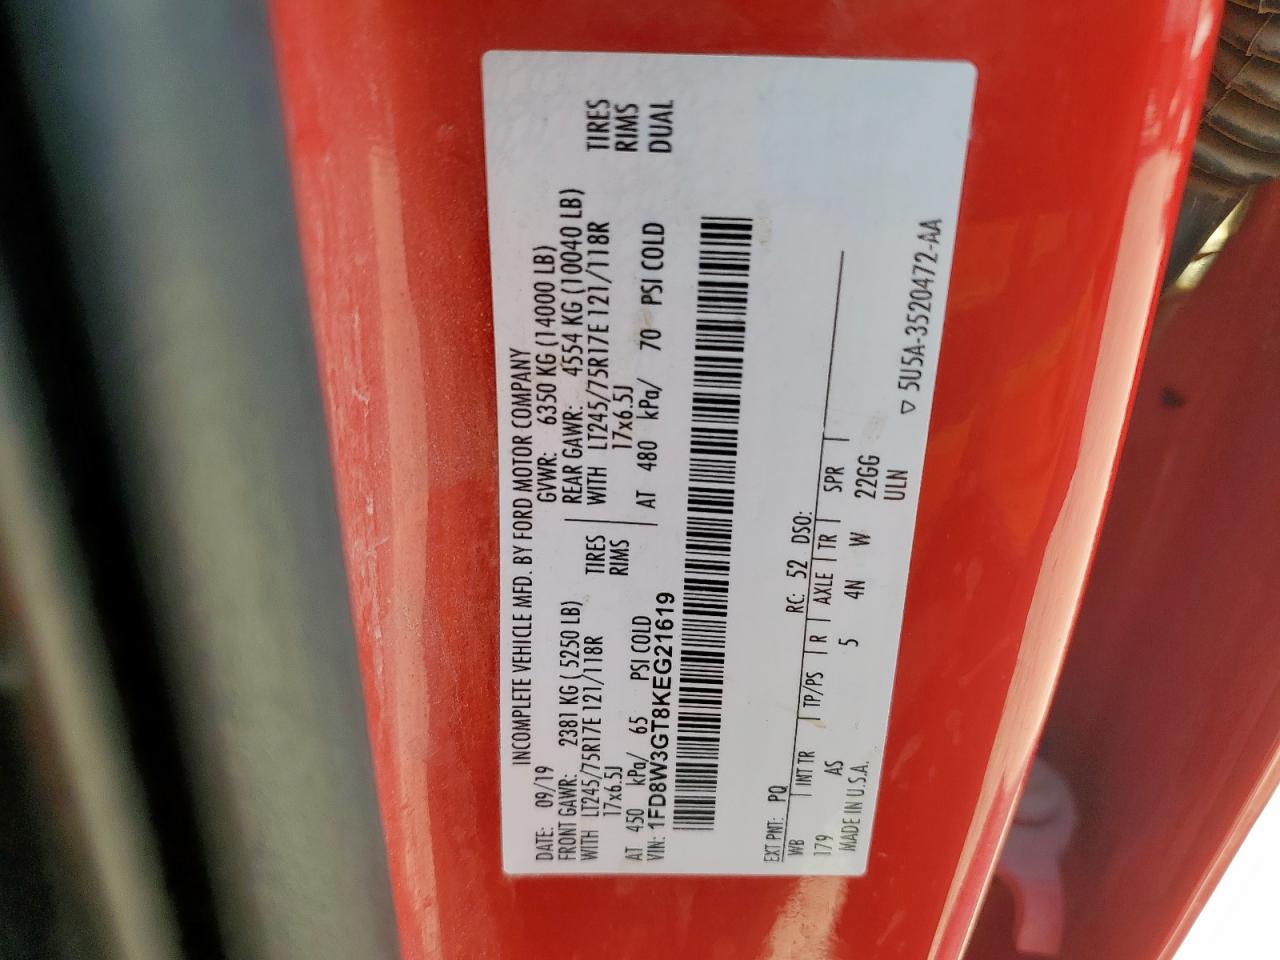 INCOMPLETE VEHICLE MFD. BY FORD MOTOR COMPANY
DATE: 09/19 GVWR: 6350 KG (14000 LB)
FRONT GAWR: 2381 KG ( 5250 LB) REAR GAWR: 4554 KG (10040 LB)
WITH LT245/75R17E 121/118R TIRES WITH LT245/75R17E 121/118R TIRES
17x6.5J RIMS 17x6.5J RIMS
AT 450 kPa/ 65 PSI COLD AT 480 kPa/ 70 PSI COLD DUAL
VIN: 1FD8W3GT8KEG21619
EXT PNT: PQ RC: 52 DSO:
WB INT TR TP/PS R AXLE TR SPR
179 AS 5 4N W 22GG
MADE IN U.S.A. ULN
▽ 5U5A-3520472-AA